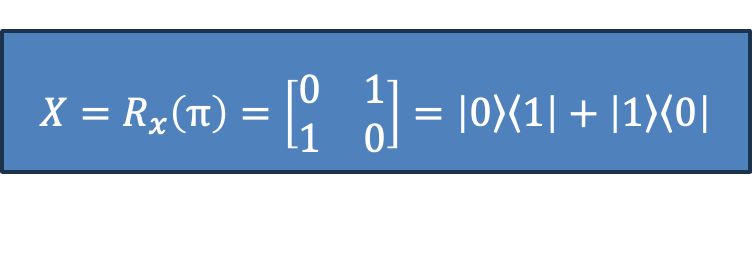 X = Rₓ(π) = [0 1; 1 0] = |0⟩⟨1| + |1⟩⟨0|